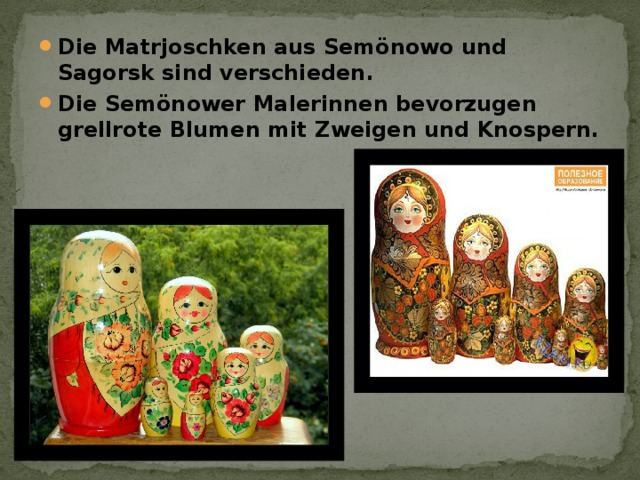 Die Matrjoschken aus Semönowo und
Sagorsk sind verschieden.
Die Semönower Malerinnen bevorzugen
grellrote Blumen mit Zweigen und Knospern.
ПОЛЕЗНОЕ
ОБРАЗОВАНИЕ